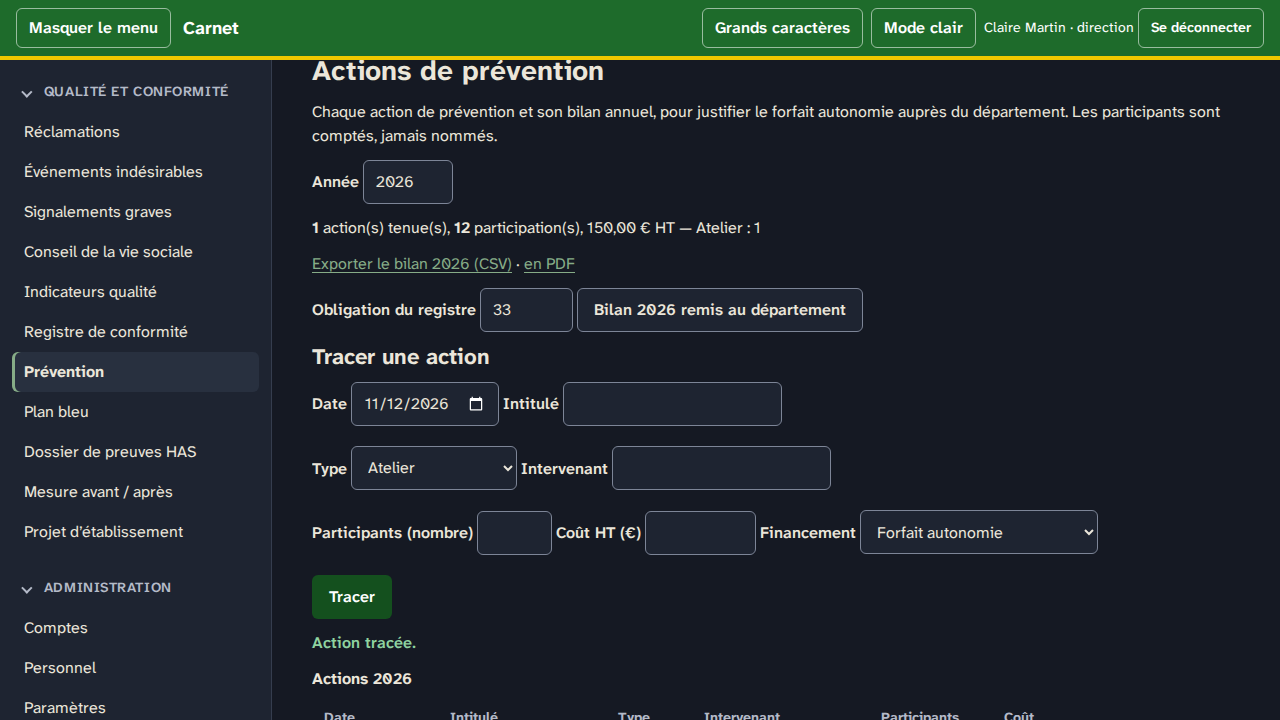 Masquer le menu Carnet Grands caractères Mode clair Claire Martin · direction Se déconnecter
QUALITÉ ET CONFORMITÉ
Réclamations
Événements indésirables
Signalements graves
Conseil de la vie sociale
Indicateurs qualité
Registre de conformité
Prévention
Plan bleu
Dossier de preuves HAS
Mesure avant / après
Projet d'établissement
ADMINISTRATION
Comptes
Personnel
Paramètres
Actions de prévention
Chaque action de prévention et son bilan annuel, pour justifier le forfait autonomie auprès du département. Les participants sont
comptés, jamais nommés.
Année 2026
1 action(s) tenue(s), 12 participation(s), 150,00 € HT — Atelier : 1
Exporter le bilan 2026 (CSV) · en PDF
Obligation du registre 33 Bilan 2026 remis au département
Tracer une action
Date 11/12/2026 Intitulé
Type Atelier Intervenant
Participants (nombre) Coût HT (€) Financement Forfait autonomie
Tracer
Action tracée.
Actions 2026
Date Intitulé Type Intervenant Participants Coût